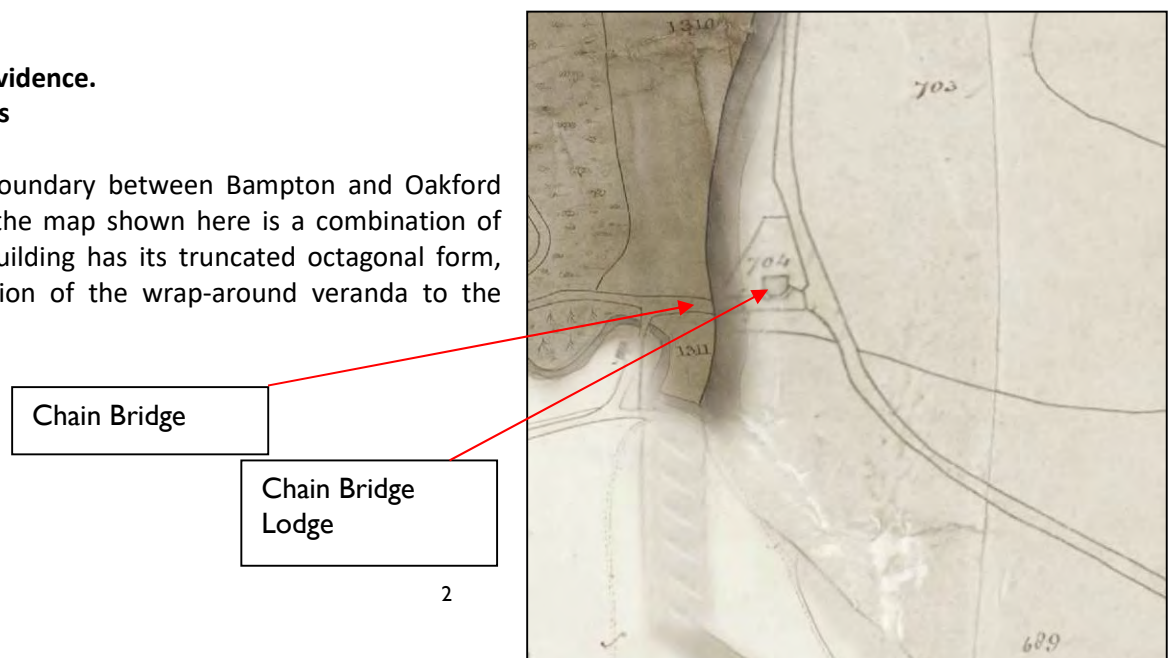 vidence.
s
oundary between Bampton and Oakford
the map shown here is a combination of
uilding has its truncated octagonal form,
ion of the wrap-around veranda to the
Chain Bridge
Chain Bridge
Lodge
2
1310
703
704
1311
689